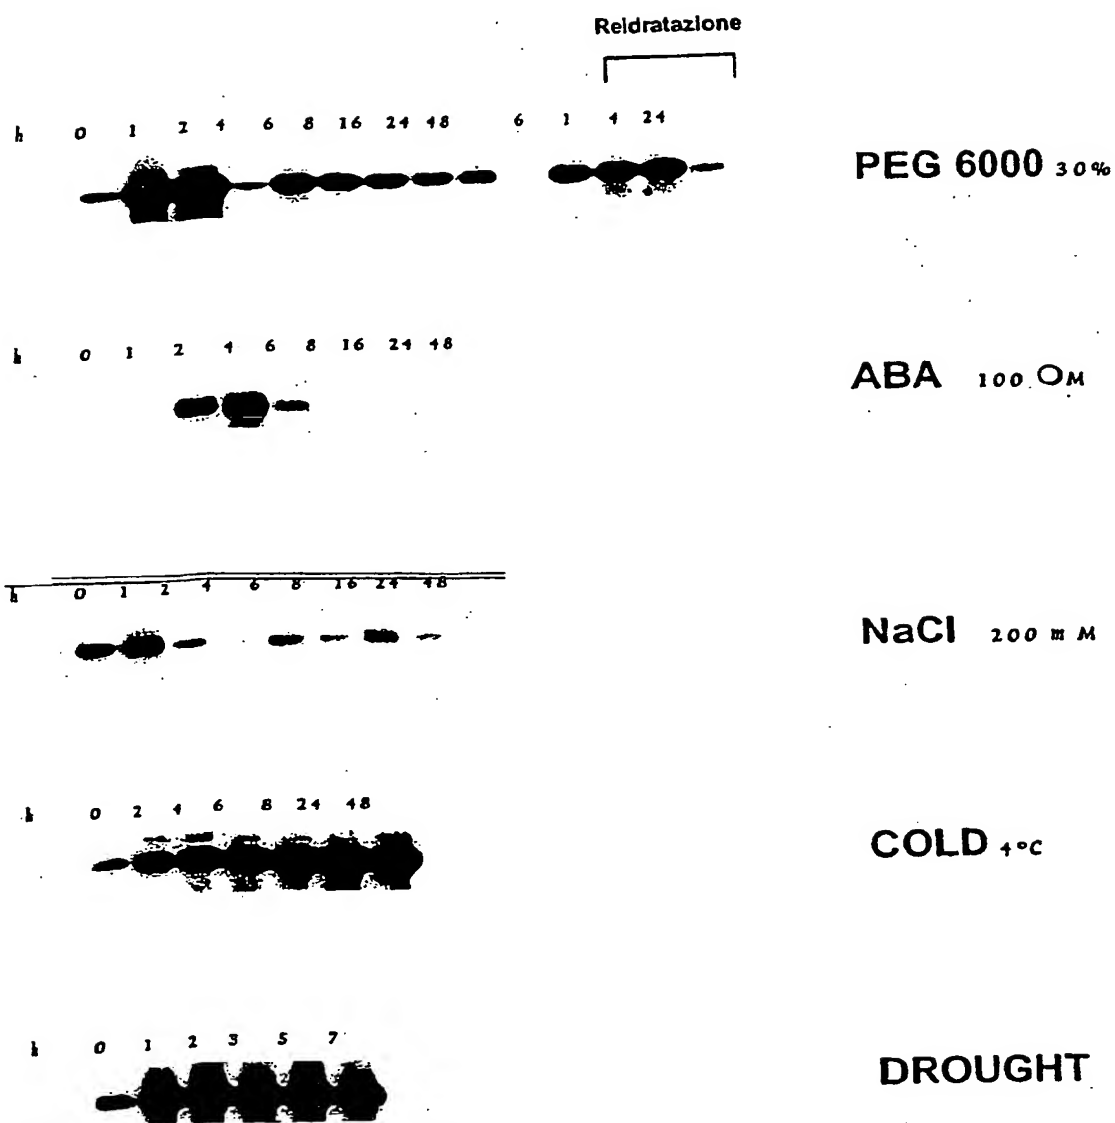 Reidratazione
h 0 1 2 4 6 8 16 24 48 6 1 4 24
PEG 6000 30%
h 0 1 2 4 6 8 16 24 48
ABA 100 OM
h 0 1 2 4 6 8 16 24 48
NaCl 200 m M
h 0 2 4 6 8 24 48
COLD 4°C
h 0 1 2 3 5 7
DROUGHT